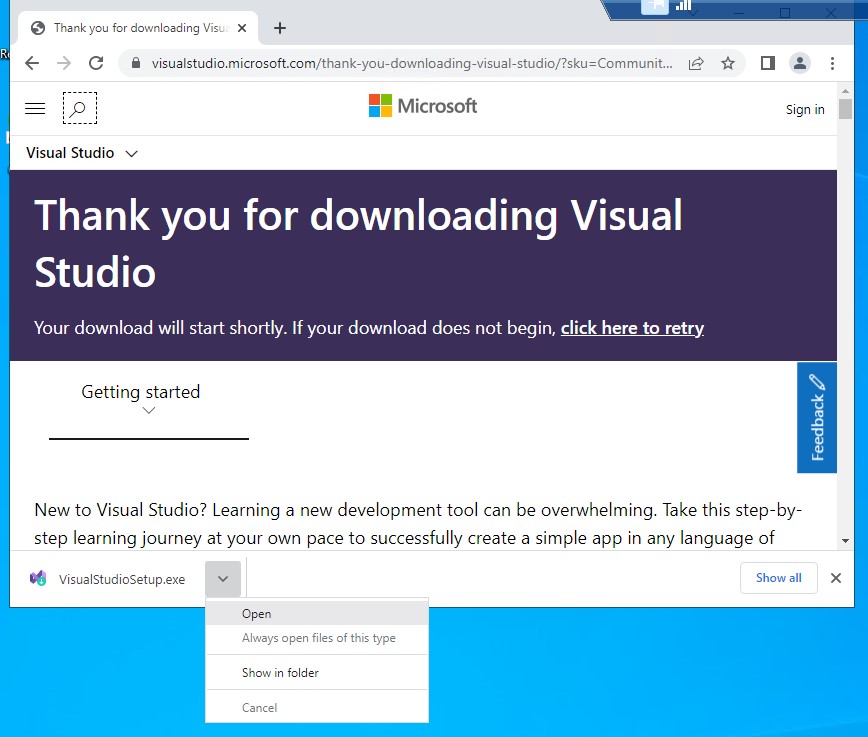 Thank you for downloading Visu
visualstudio.microsoft.com/thank-you-downloading-visual-studio/?sku=Communit...
Microsoft
Sign in
Visual Studio
Thank you for downloading Visual
Studio
Your download will start shortly. If your download does not begin, click here to retry
Getting started
Feedback
New to Visual Studio? Learning a new development tool can be overwhelming. Take this step-by-
step learning journey at your own pace to successfully create a simple app in any language of
VisualStudioSetup.exe
Show all
Open
Always open files of this type
Show in folder
Cancel